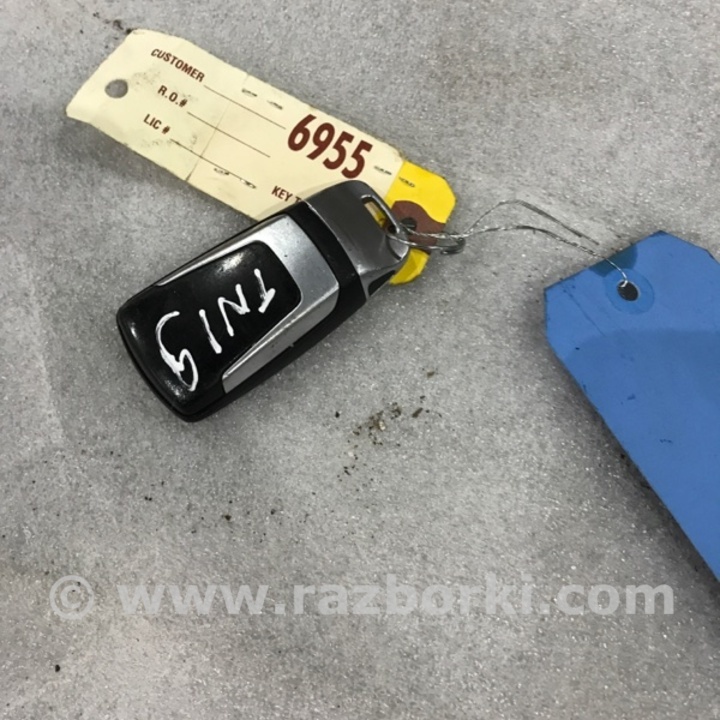 CUSTOMER
R.O.#
LIC #
6955
KEY T
TN19
© www.razborki.com